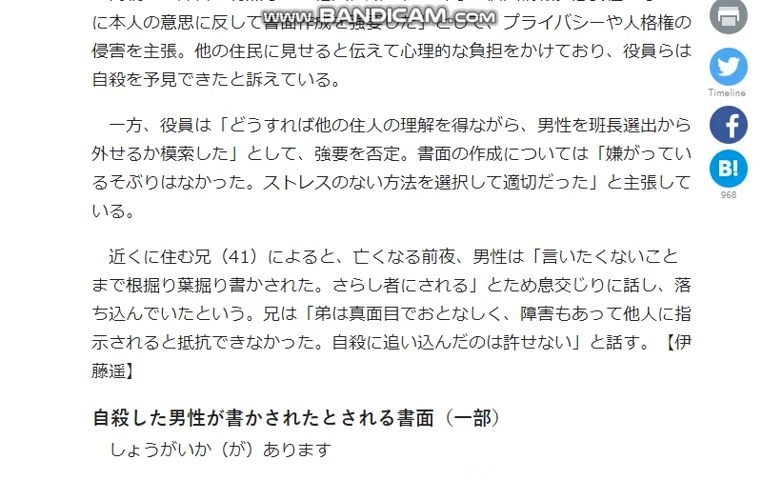 www.BANDICAM.com
に本人の意思に反して書面作成を強要した」として、プライバシーや人格権の
侵害を主張。他の住民に見せると伝えて心理的な負担をかけており、役員らは
自殺を予見できたと訴えている。
一方、役員は「どうすれば他の住人の理解を得ながら、男性を班長選出から
外せるか模索した」として、強要を否定。書面の作成については「嫌がってい
るそぶりはなかった。ストレスのない方法を選択して適切だった」と主張して
いる。
近くに住む兄（41）によると、亡くなる前夜、男性は「言いたくないこと
まで根掘り葉掘り書かされた。さらし者にされる」とため息交じりに話し、落
ち込んでいたという。兄は「弟は真面目でおとなしく、障害もあって他人に指
示されると抵抗できなかった。自殺に追い込んだのは許せない」と話す。【伊
藤遥】
自殺した男性が書かされたとされる書面（一部）
しょうがいか（が）あります
Timeline
B!
968